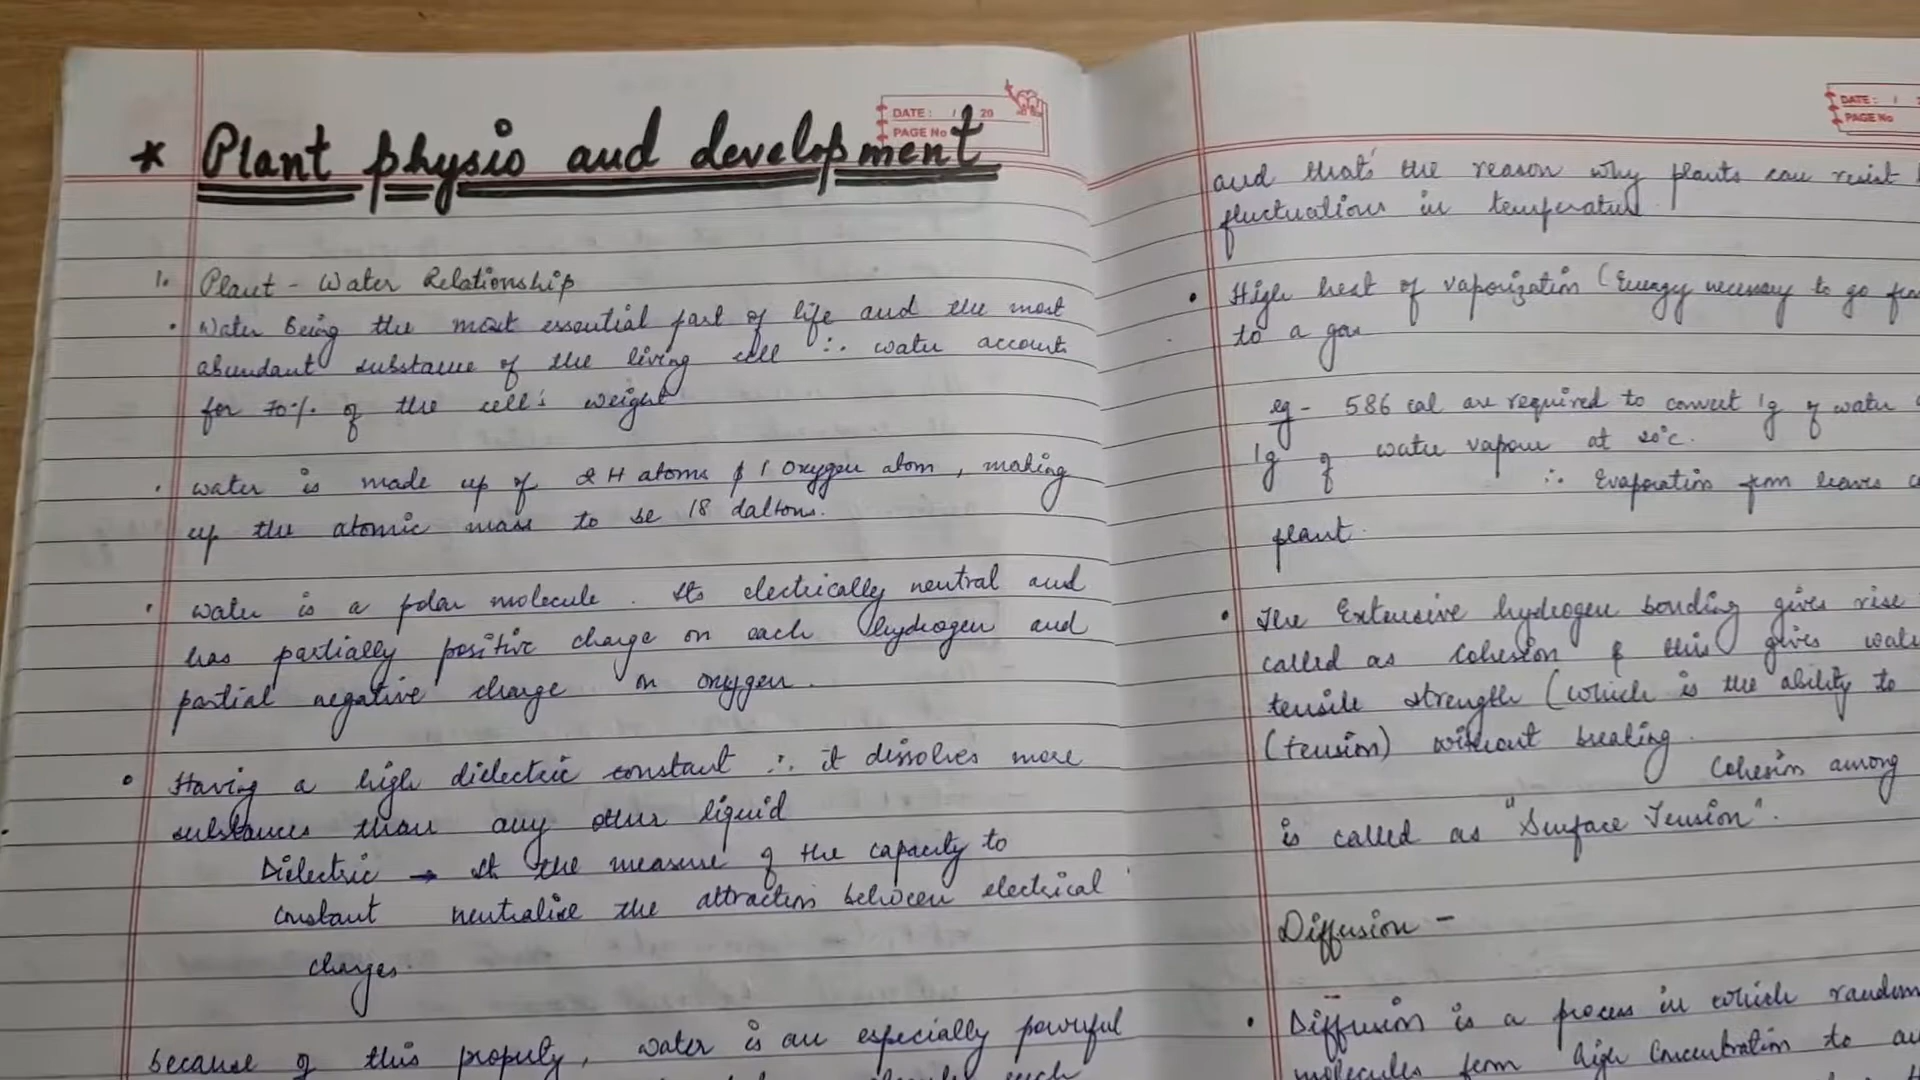 DATE: / 20
PAGE No
* Plant physio and development
1. Plant - Water Relationship
• Water Being the most essential part of life and the most
abundant substance of the living cell ∴ water accounts
for 70% of the cell's weight
• water is made up of 2 H atoms & 1 Oxygen atom, making
up the atomic mass to be 18 daltons.
• water is a polar molecule. Its electrically neutral and
has partially positive charge on each hydrogen and
partial negative charge on oxygen.
• Having a high dielectric constant ∴ it dissolves more
substances than any other liquid
Dielectric → It the measure of the capacity to
constant neutralise the attraction between electrical
charges.
because of this property, water is an especially powerful
such
DATE: /
PAGE No
and that's the reason why plants can resist
fluctuations in temperature.
• High heat of vaporization (Energy necessary to go from
to a gas
eg - 586 cal are required to convert 1g of water
1g of water vapour at 20°C.
∴ Evaporation from leaves
plant.
• The Extensive hydrogen bonding gives rise
called as Cohesion & this gives water
tensile strength (which is the ability to
(tension) without breaking.
Cohesion among
is called as "Surface Tension".
Diffusion -
• Diffusion is a process in which random
molecules from high Concentration to